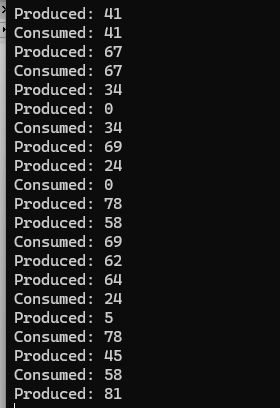 Produced: 41
Consumed: 41
Produced: 67
Consumed: 67
Produced: 34
Produced: 0
Consumed: 34
Produced: 69
Produced: 24
Consumed: 0
Produced: 78
Produced: 58
Consumed: 69
Produced: 62
Produced: 64
Consumed: 24
Produced: 5
Consumed: 78
Produced: 45
Consumed: 58
Produced: 81